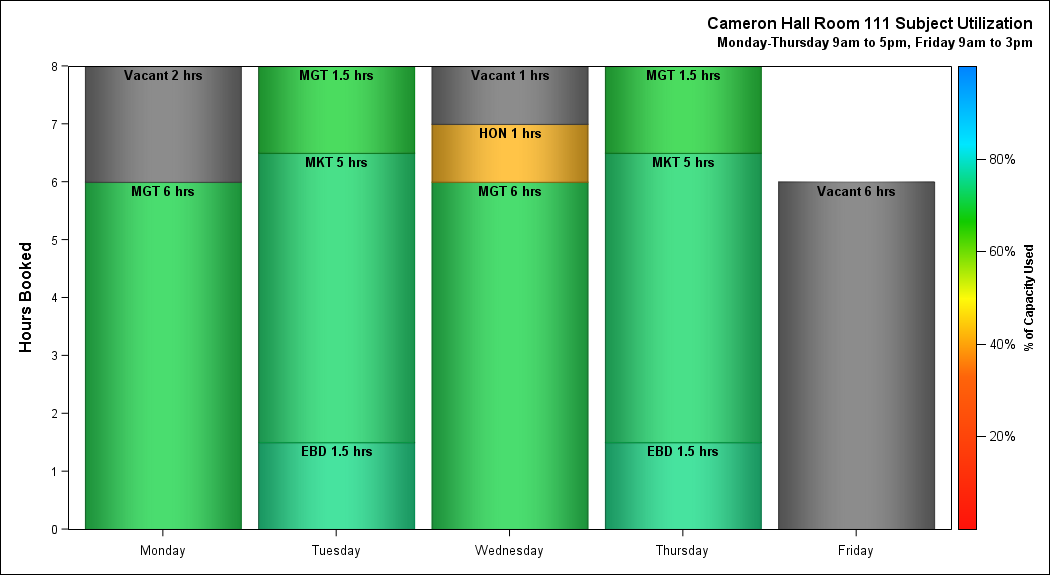 Cameron Hall Room 111 Subject Utilization
Monday-Thursday 9am to 5pm, Friday 9am to 3pm
Hours Booked
8
7
6
5
4
3
2
1
0
Vacant 2 hrs
MGT 6 hrs
MGT 1.5 hrs
MKT 5 hrs
EBD 1.5 hrs
Vacant 1 hrs
HON 1 hrs
MGT 6 hrs
MGT 1.5 hrs
MKT 5 hrs
EBD 1.5 hrs
Vacant 6 hrs
Monday
Tuesday
Wednesday
Thursday
Friday
80%
60%
40%
20%
% of Capacity Used